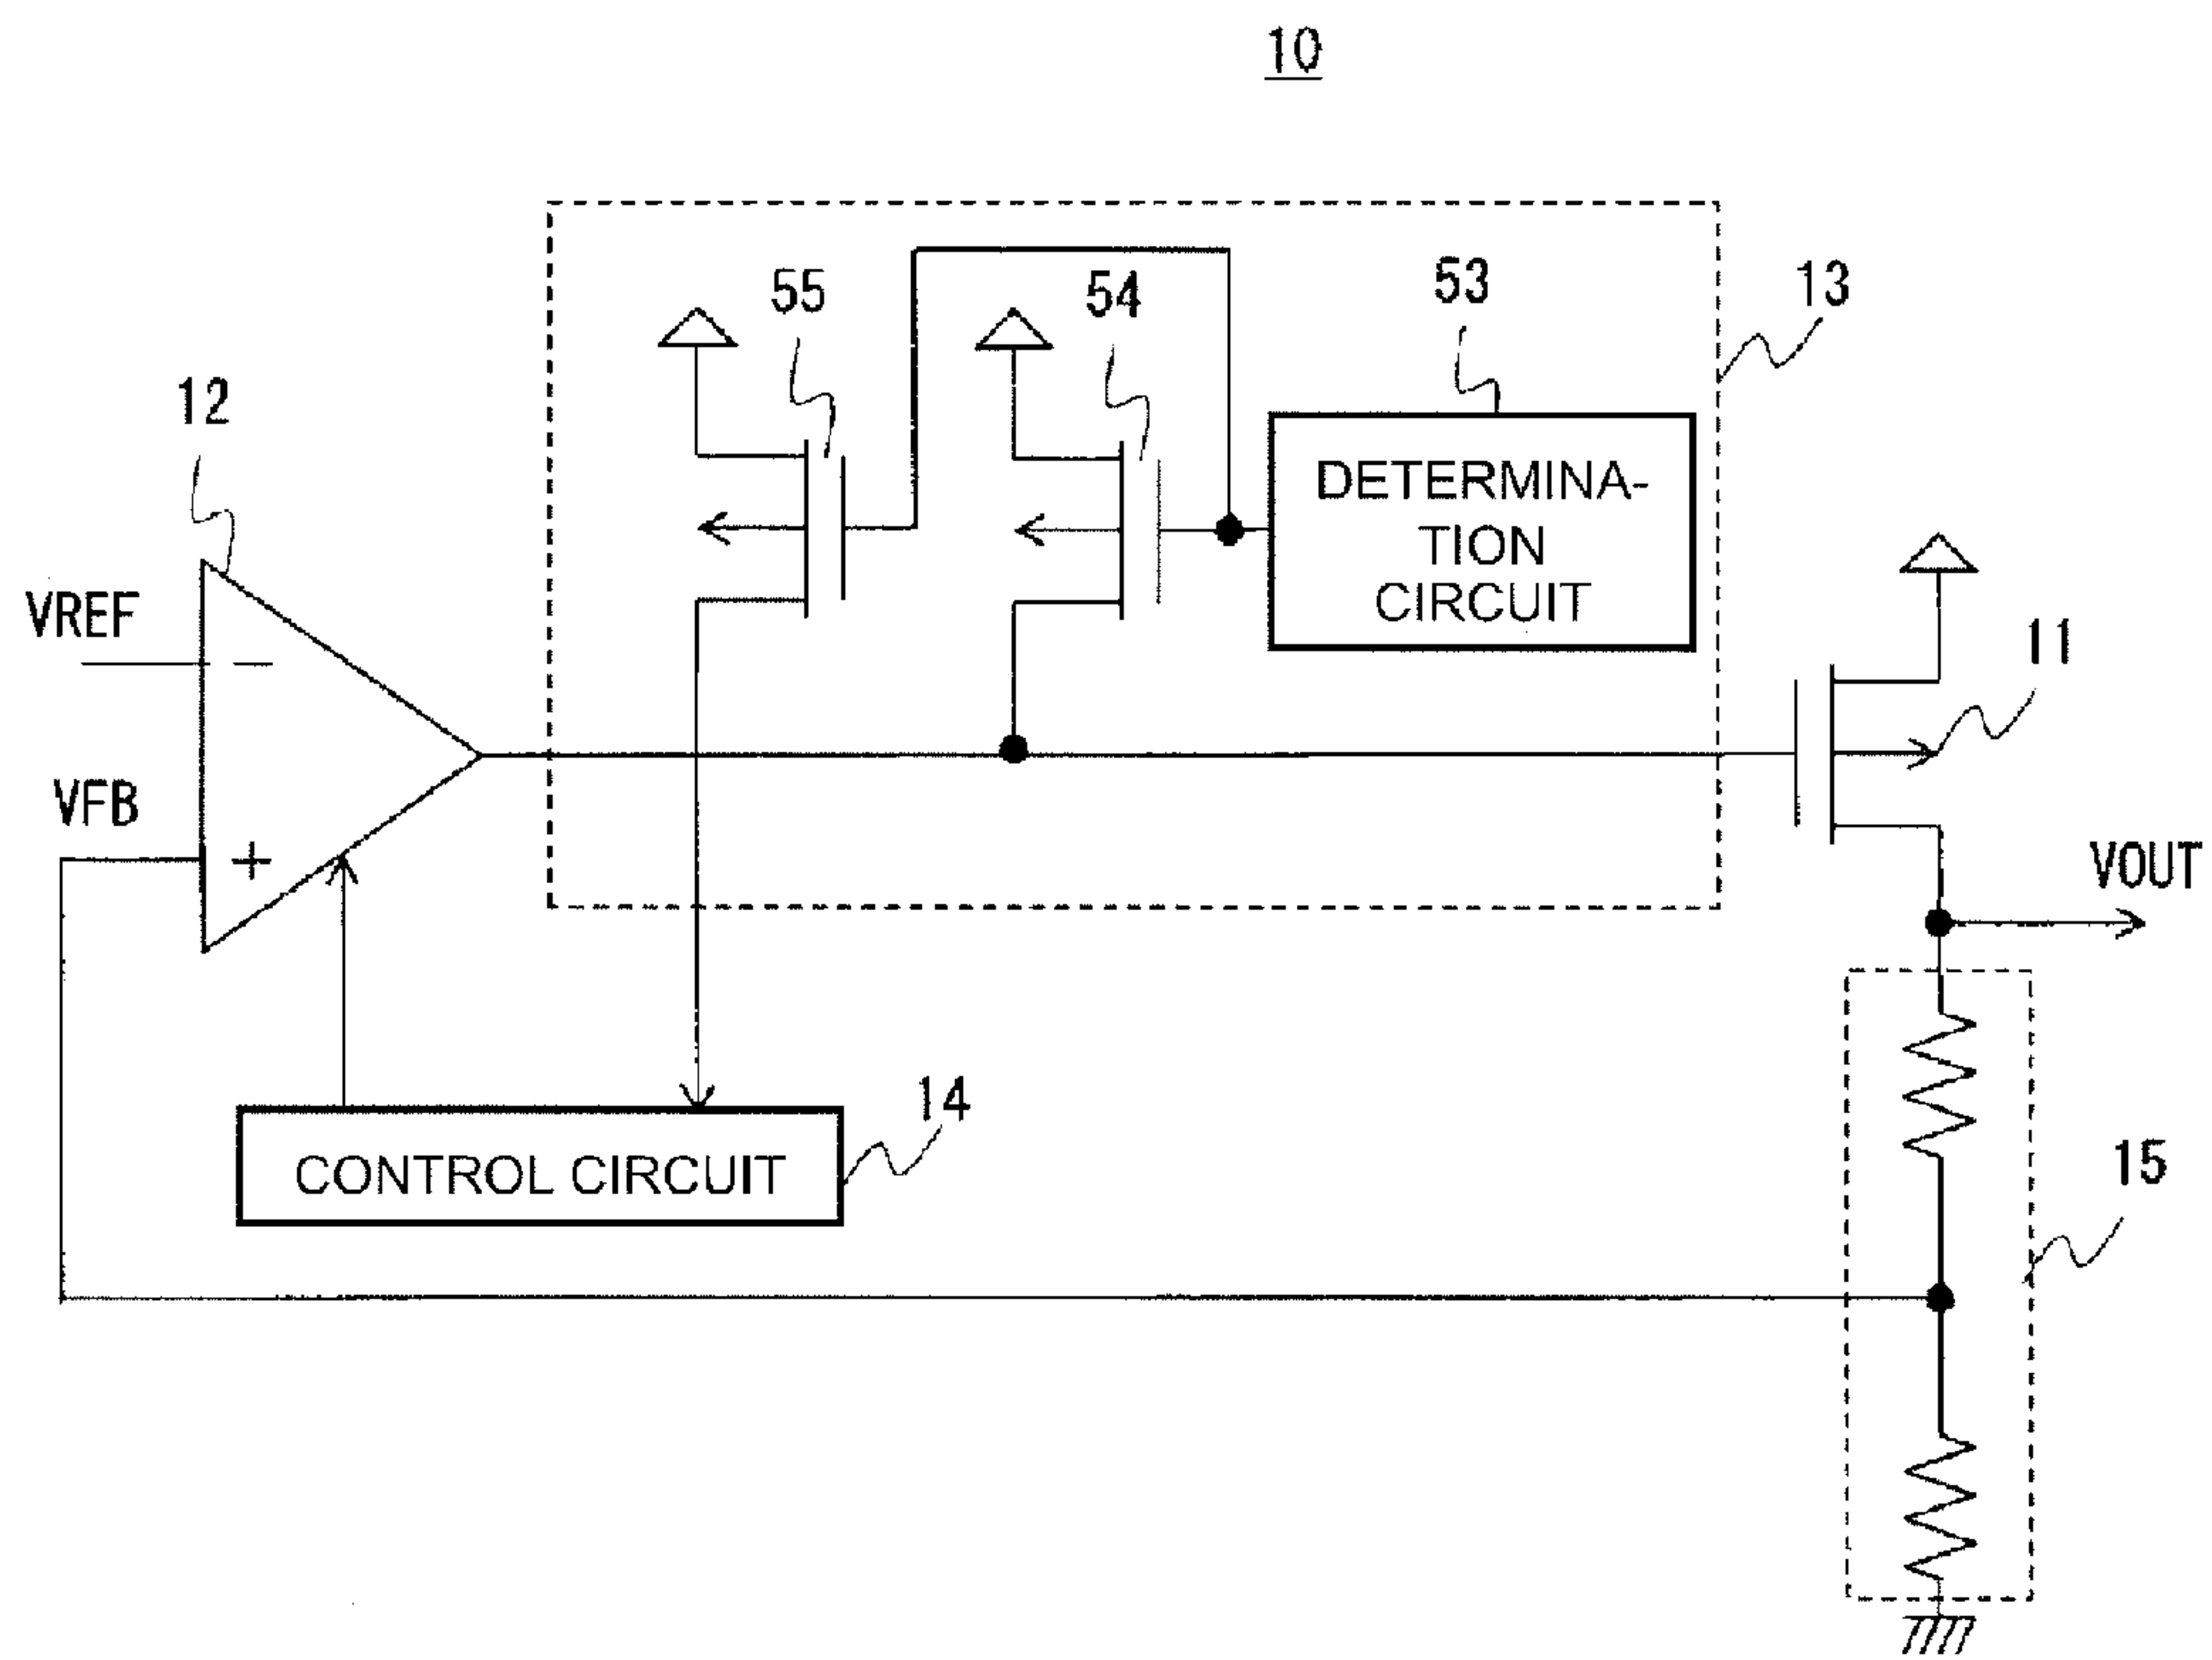 10
55
54
53
13
12
DETERMINA-
TION
CIRCUIT
VREF
-
11
VFB
+
VOUT
14
CONTROL CIRCUIT
15